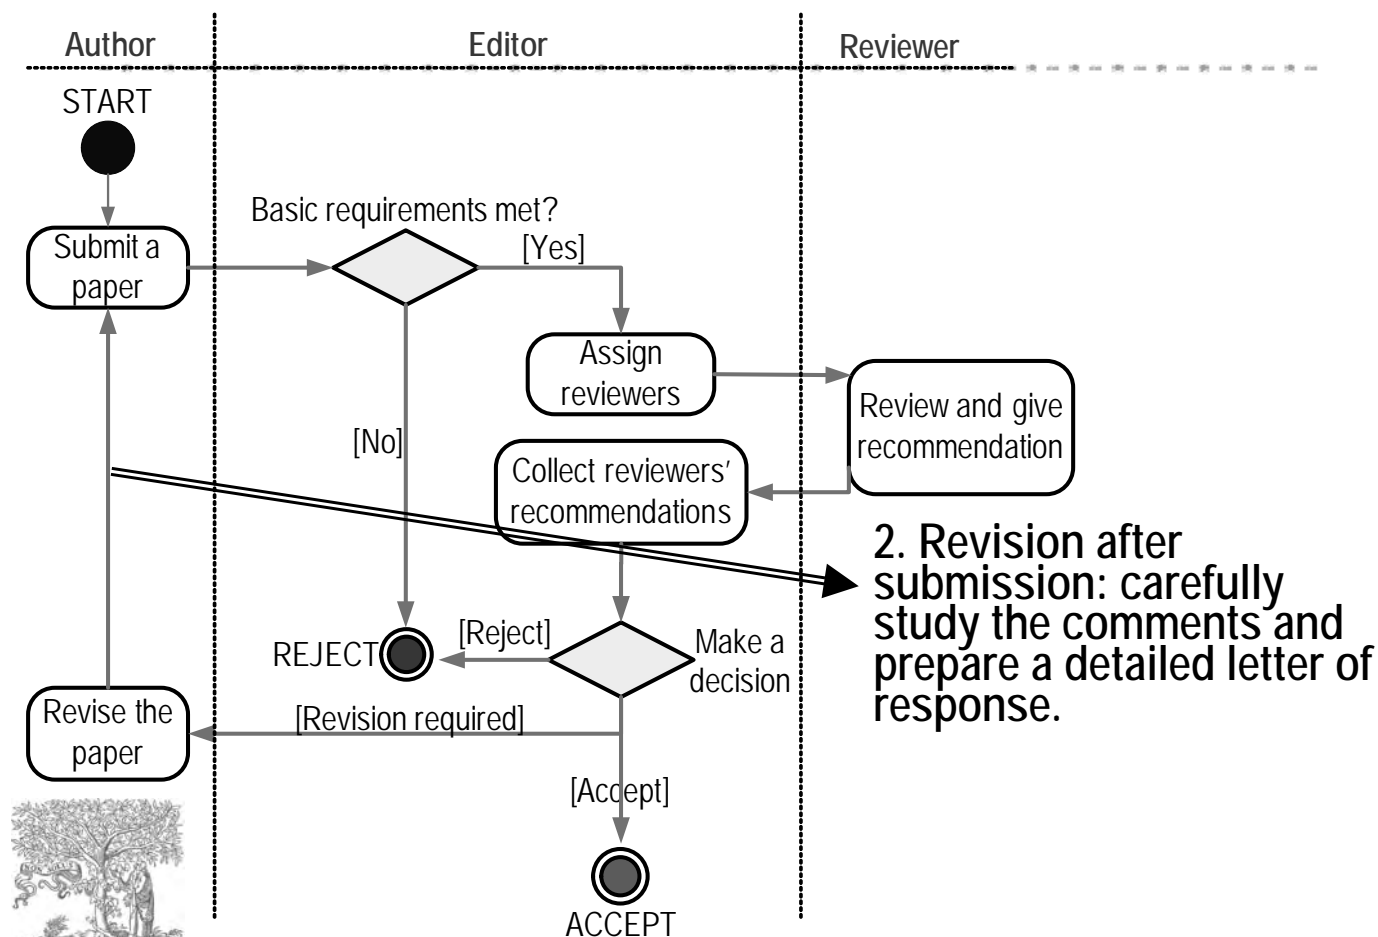 Author
Editor
Reviewer
START
Basic requirements met?
[Yes]
Submit a
paper
Assign
reviewers
Review and give
recommendation
[No]
Collect reviewers'
recommendations
2. Revision after
submission: carefully
study the comments and
prepare a detailed letter of
response.
REJECT
[Reject]
Make a
decision
Revise the
paper
[Revision required]
[Accept]
ACCEPT